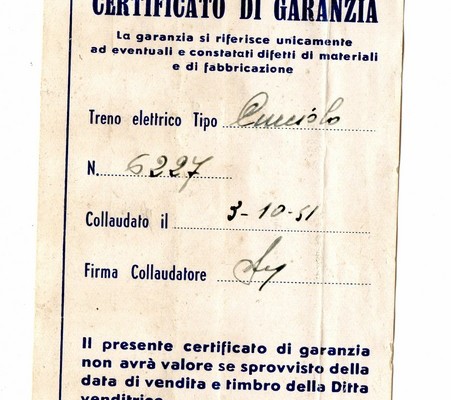 CERTIFICATO DI GARANZIA
La garanzia si riferisce unicamente
ad eventuali e constatati difetti di materiali
e di fabbricazione
Treno elettrico Tipo Cucciolo
N. 6227
Collaudato il 3-10-51
Firma Collaudatore
Il presente certificato di garanzia
non avrà valore se sprovvisto della
data di vendita e timbro della Ditta
venditrice